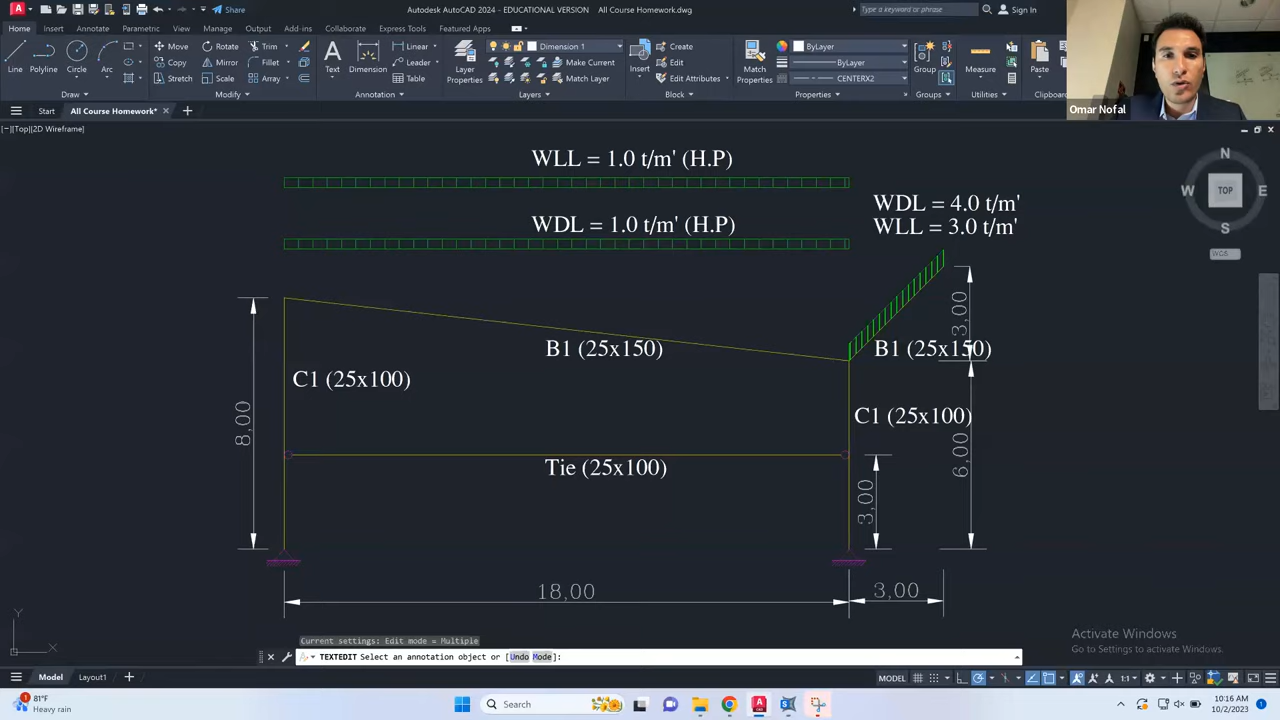 Share
Autodesk AutoCAD 2024 - EDUCATIONAL VERSION All Course Homework.dwg
Type a keyword or phrase
Sign In
Home Insert Annotate Parametric View Manage Output Add-ins Collaborate Express Tools Featured Apps
Line Polyline Circle Arc
Move Rotate Trim
Copy Mirror Fillet
Stretch Scale Array
Text Dimension
Linear
Leader
Table
Layer Properties
Dimension 1
Make Current
Match Layer
Insert
Create
Edit
Edit Attributes
Match Properties
ByLayer
ByLayer
CENTERX2
Group
Measure
Paste
Draw Modify Annotation Layers Block Properties Groups Utilities Clipboard
Omar Nofal
Start All Course Homework*
[−][Top][2D Wireframe]
WLL = 1.0 t/m' (H.P)
WDL = 1.0 t/m' (H.P)
WDL = 4.0 t/m'
WLL = 3.0 t/m'
N
W TOP E
S
WCS
3,00
B1 (25x150)
B1 (25x150)
C1 (25x100)
C1 (25x100)
8,00
6,00
Tie (25x100)
3,00
18,00
3,00
Y
X
Activate Windows
Go to Settings to activate Windows.
Current settings: Edit mode = Multiple
TEXTEDIT Select an annotation object or [Undo Mode]:
Model Layout1
MODEL
1:1
81°F
Heavy rain
Search
10:16 AM
10/2/2023